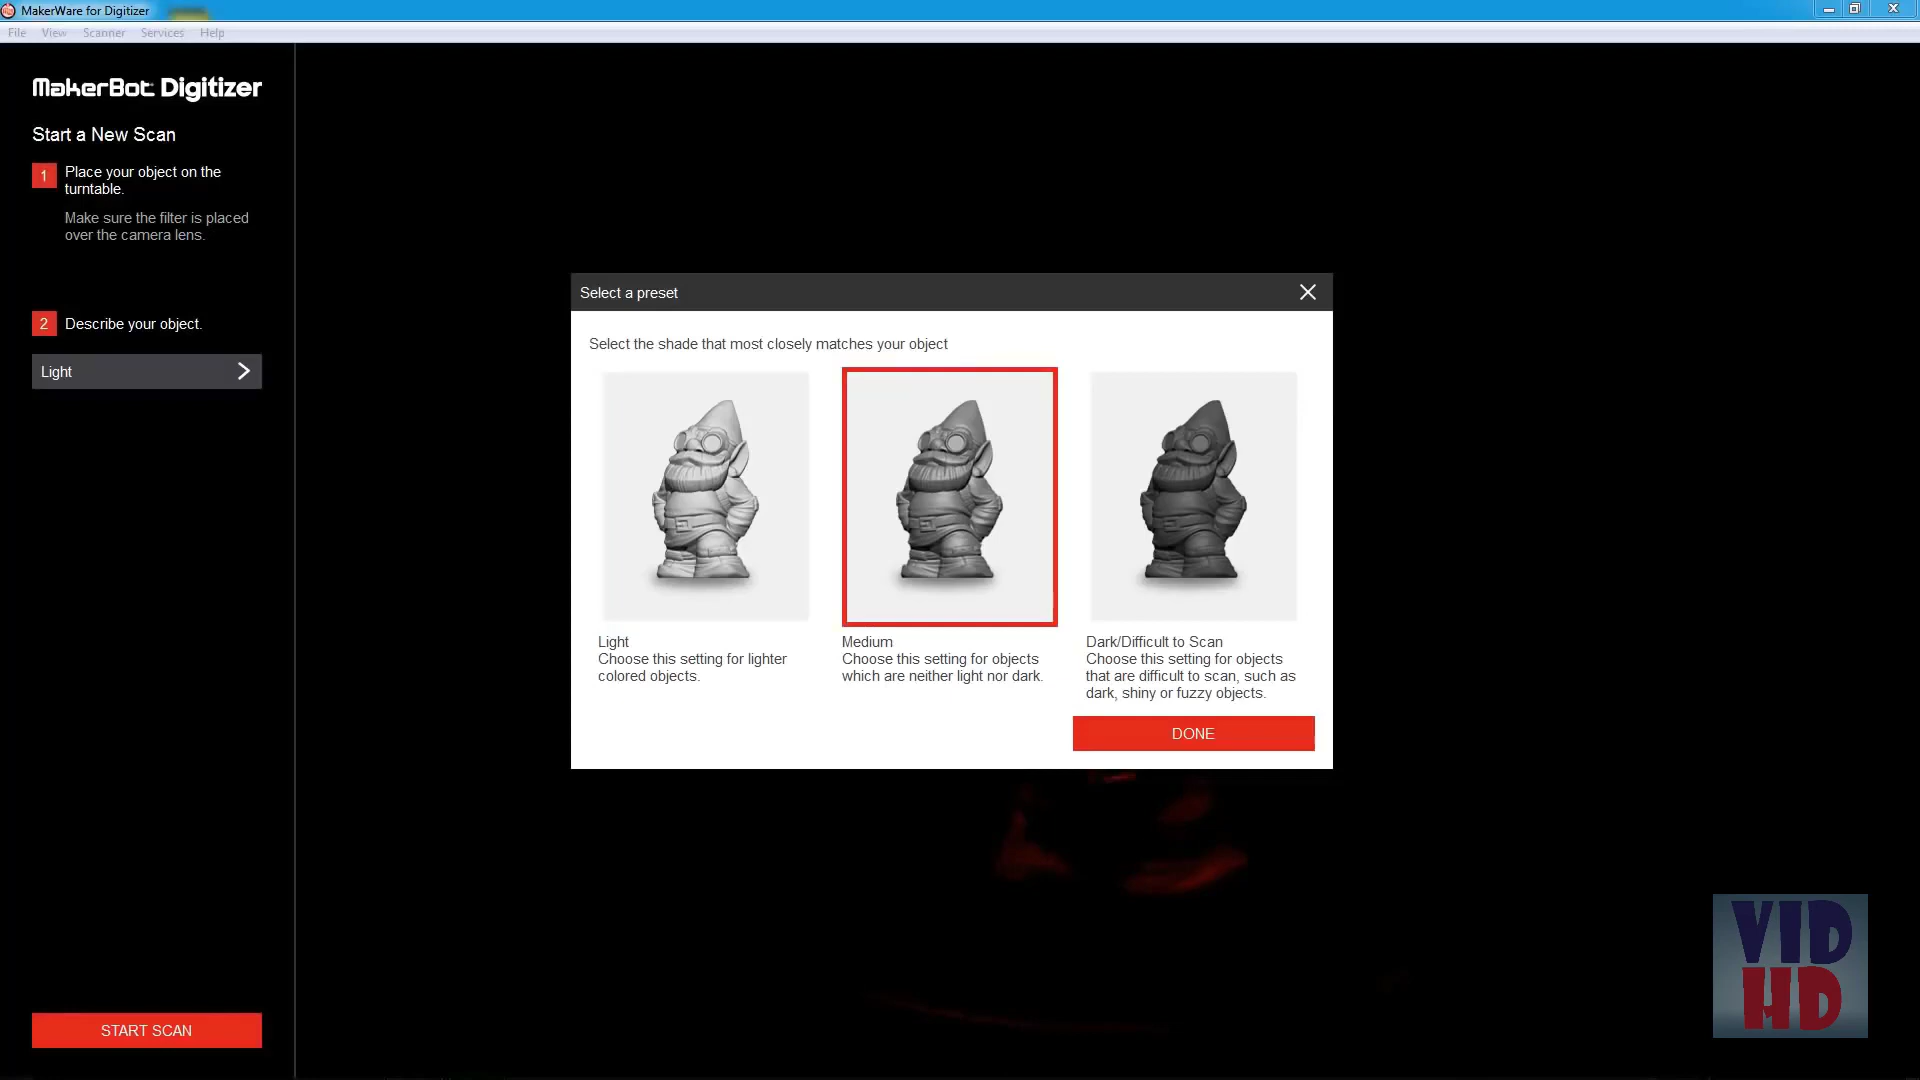 MakerWare for Digitizer
File View Scanner Services Help
MakerBot Digitizer
Start a New Scan
1 Place your object on the
turntable.
Make sure the filter is placed
over the camera lens.
2 Describe your object.
Light
START SCAN
Select a preset
Select the shade that most closely matches your object
Light
Choose this setting for lighter
colored objects.
Medium
Choose this setting for objects
which are neither light nor dark.
Dark/Difficult to Scan
Choose this setting for objects
that are difficult to scan, such as
dark, shiny or fuzzy objects.
DONE
VID
HD